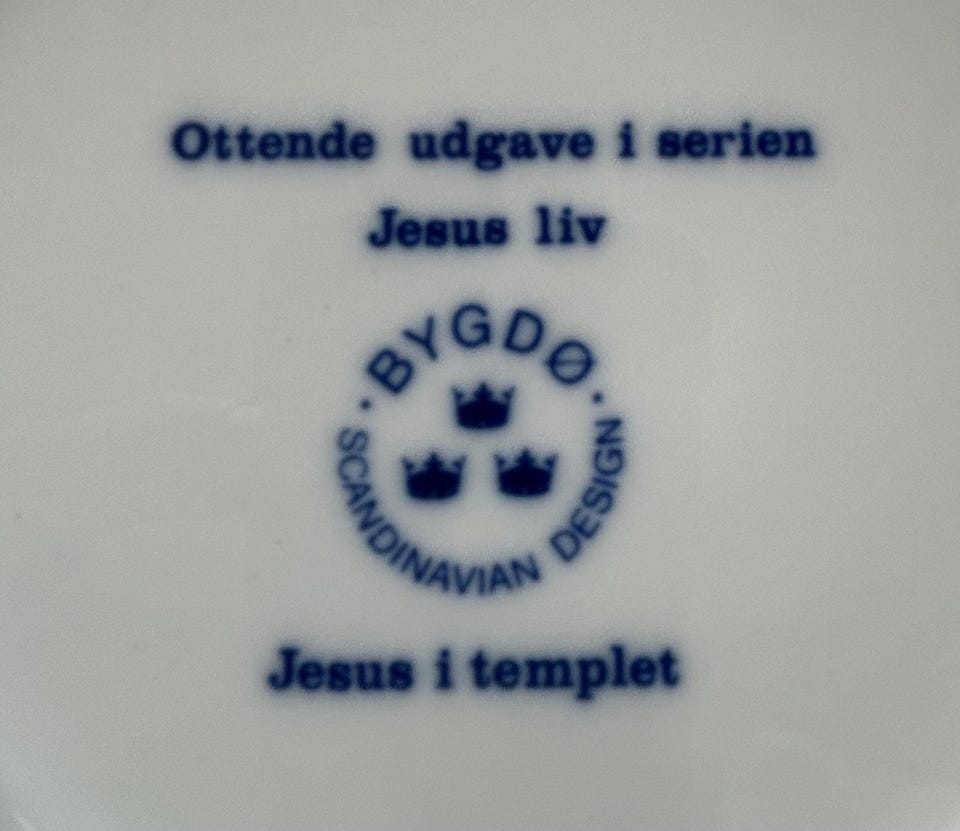 Ottende udgave i serien
Jesus liv
· BYGDØ ·
SCANDINAVIAN DESIGN
Jesus i templet